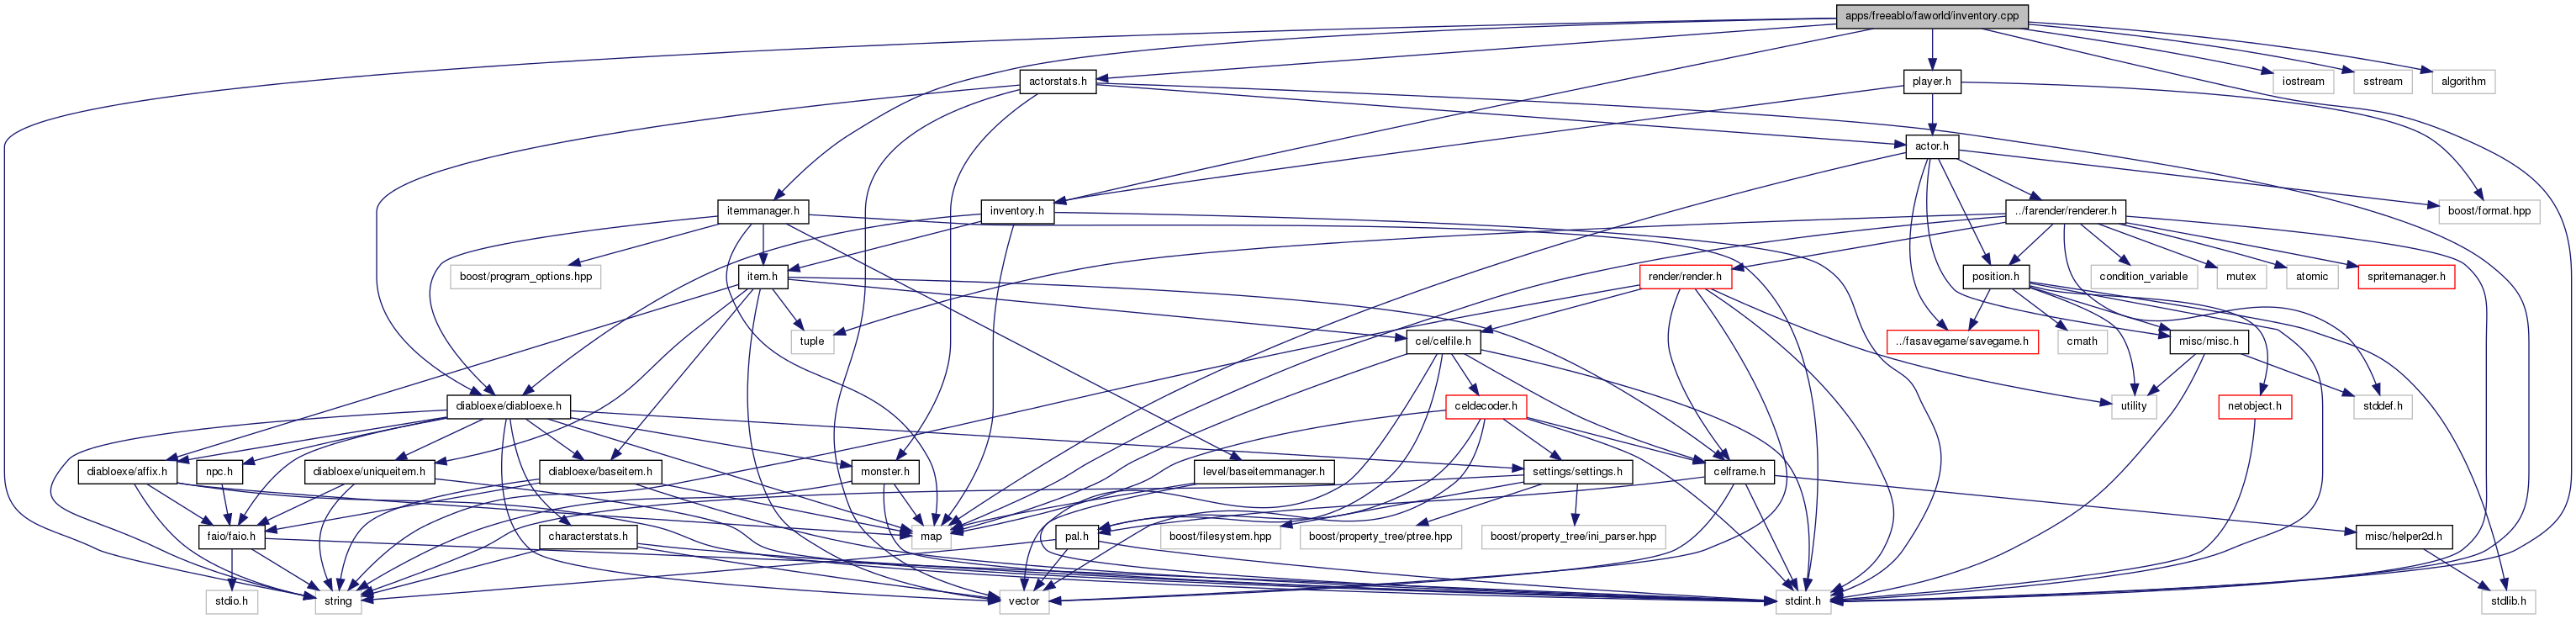 apps/freeablo/faworld/inventory.cpp
actorstats.h
player.h
iostream
sstream
algorithm
actor.h
itemmanager.h
inventory.h
../farender/renderer.h
boost/format.hpp
boost/program_options.hpp
item.h
render/render.h
position.h
condition_variable
mutex
atomic
spritemanager.h
tuple
cel/celfile.h
../fasavegame/savegame.h
cmath
misc/misc.h
diabloexe/diabloexe.h
celdecoder.h
utility
netobject.h
stddef.h
diabloexe/affix.h
npc.h
diabloexe/uniqueitem.h
diabloexe/baseitem.h
monster.h
level/baseitemmanager.h
settings/settings.h
celframe.h
faio/faio.h
characterstats.h
map
pal.h
boost/filesystem.hpp
boost/property_tree/ptree.hpp
boost/property_tree/ini_parser.hpp
misc/helper2d.h
stdio.h
string
vector
stdint.h
stdlib.h